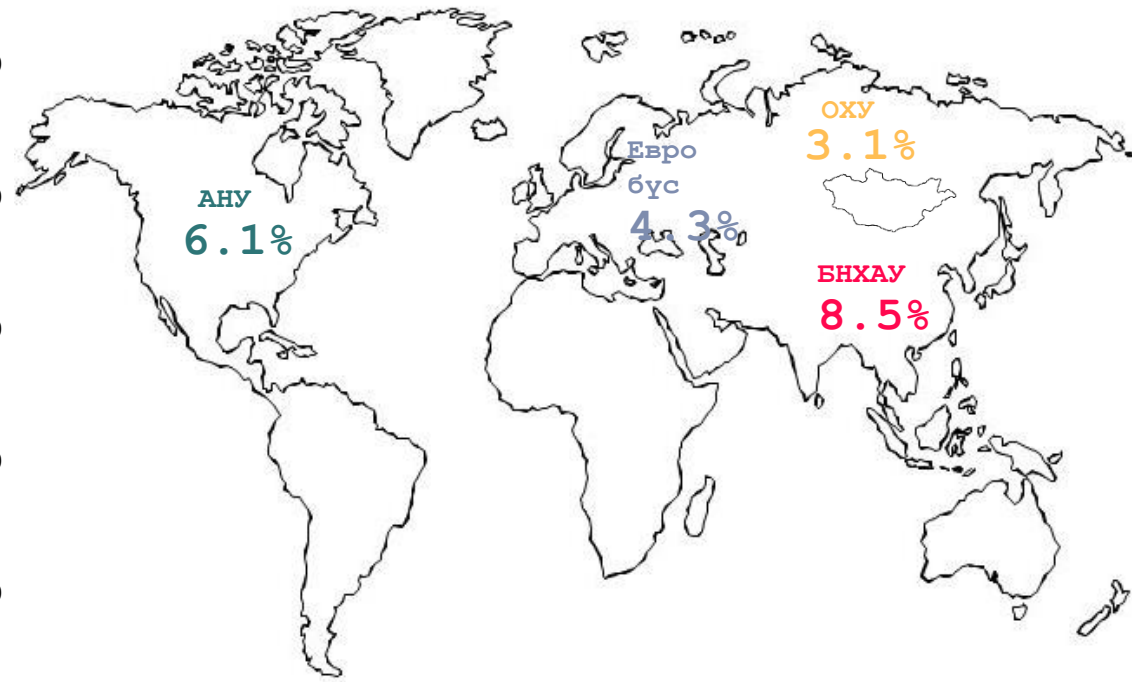 АНУ
6.1%
Евро
бүс
4.3%
ОХУ
3.1%
БНХАУ
8.5%